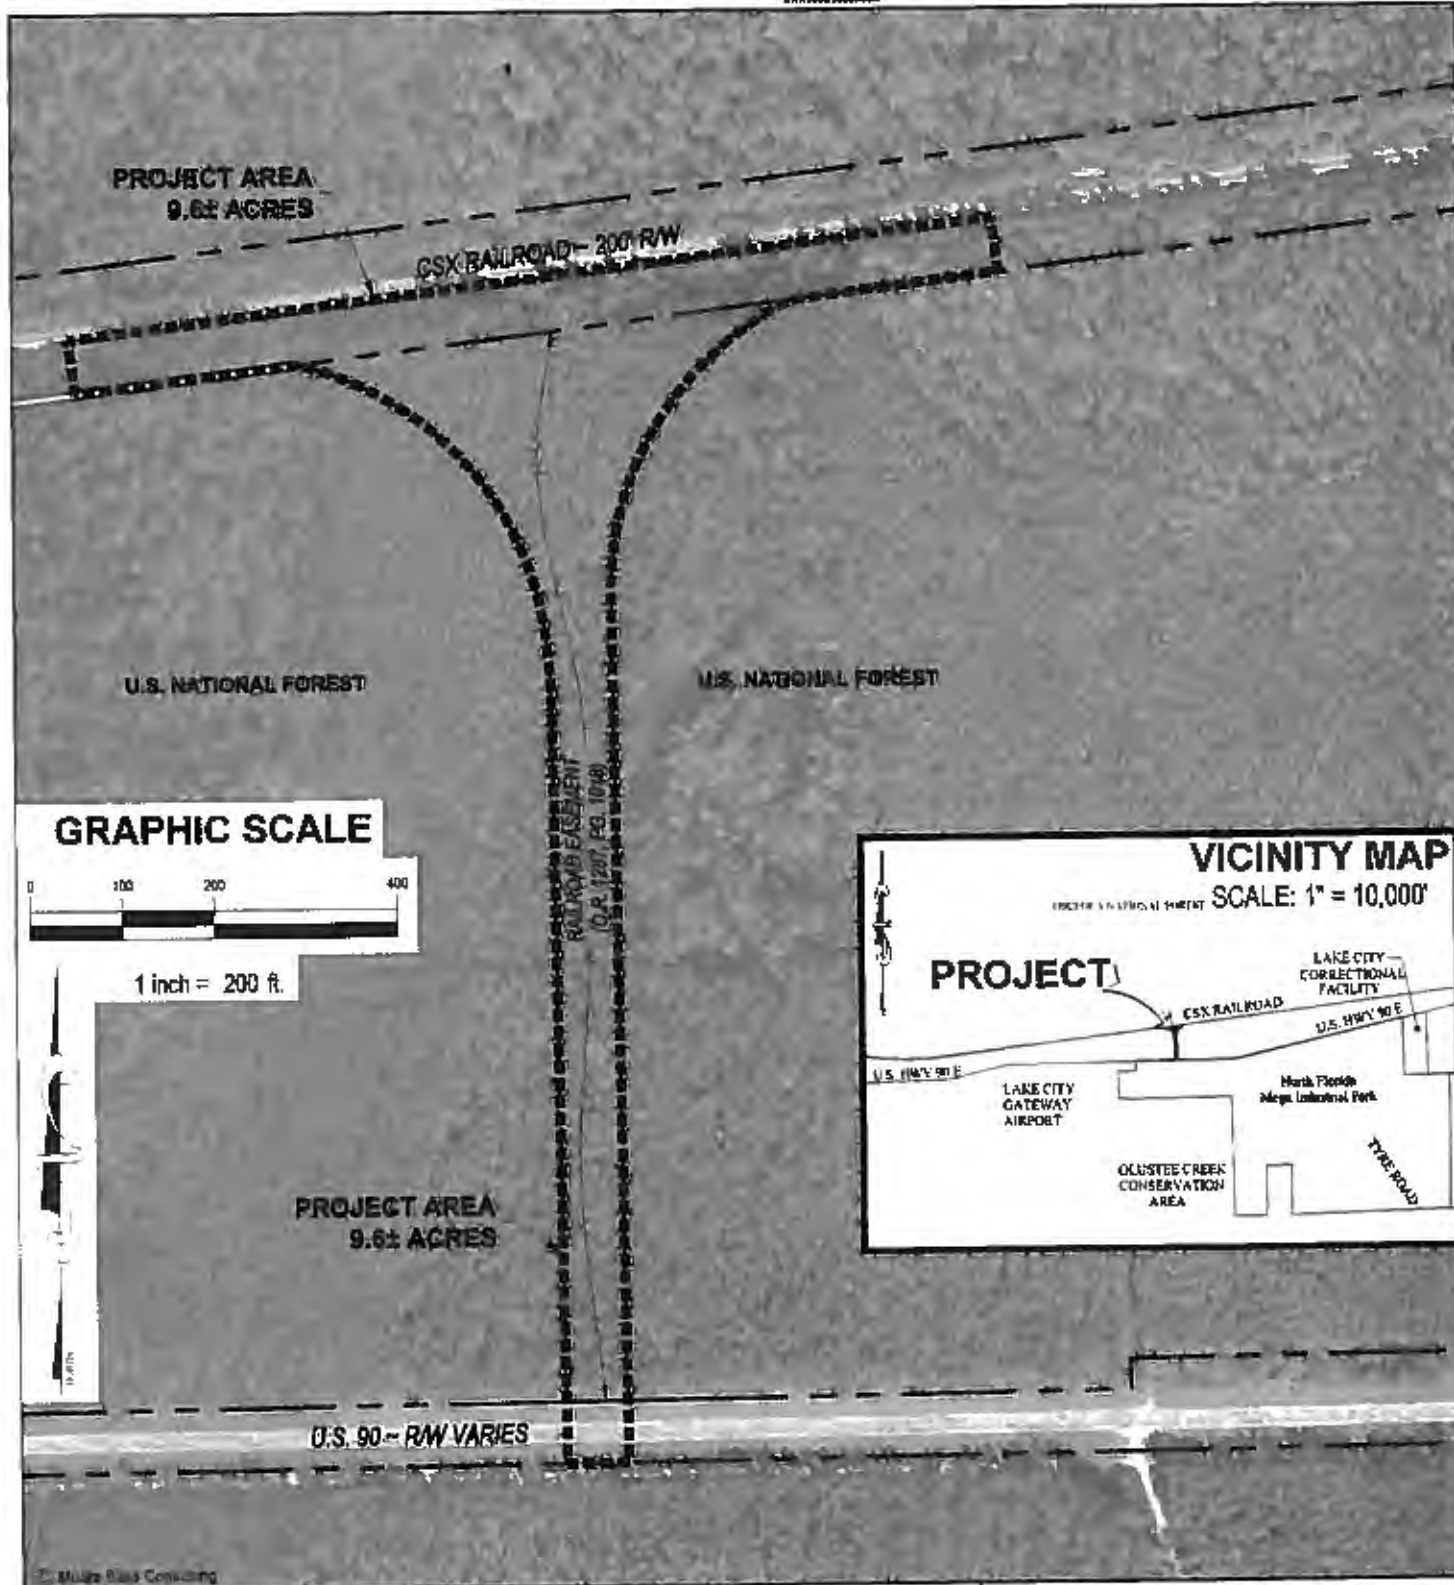 PROJECT AREA
9.6± ACRES
CSX RAILROAD ~ 200' R/W
U.S. NATIONAL FOREST
U.S. NATIONAL FOREST
RAILROAD EASEMENT
GRAPHIC SCALE
0 100 200 400
1 inch = 200 ft.
VICINITY MAP
SCALE: 1" = 10,000'
PROJECT
LAKE CITY
CORRECTIONAL
FACILITY
CSX RAILROAD
U.S. HWY 90 E
U.S. HWY 90 E
LAKE CITY
GATEWAY
AIRPORT
North Florida
Mega Industrial Park
OLUSTEE CREEK
CONSERVATION
AREA
TYRE ROAD
PROJECT AREA
9.6± ACRES
NORTH
U.S. 90 ~ R/W VARIES
Consulting